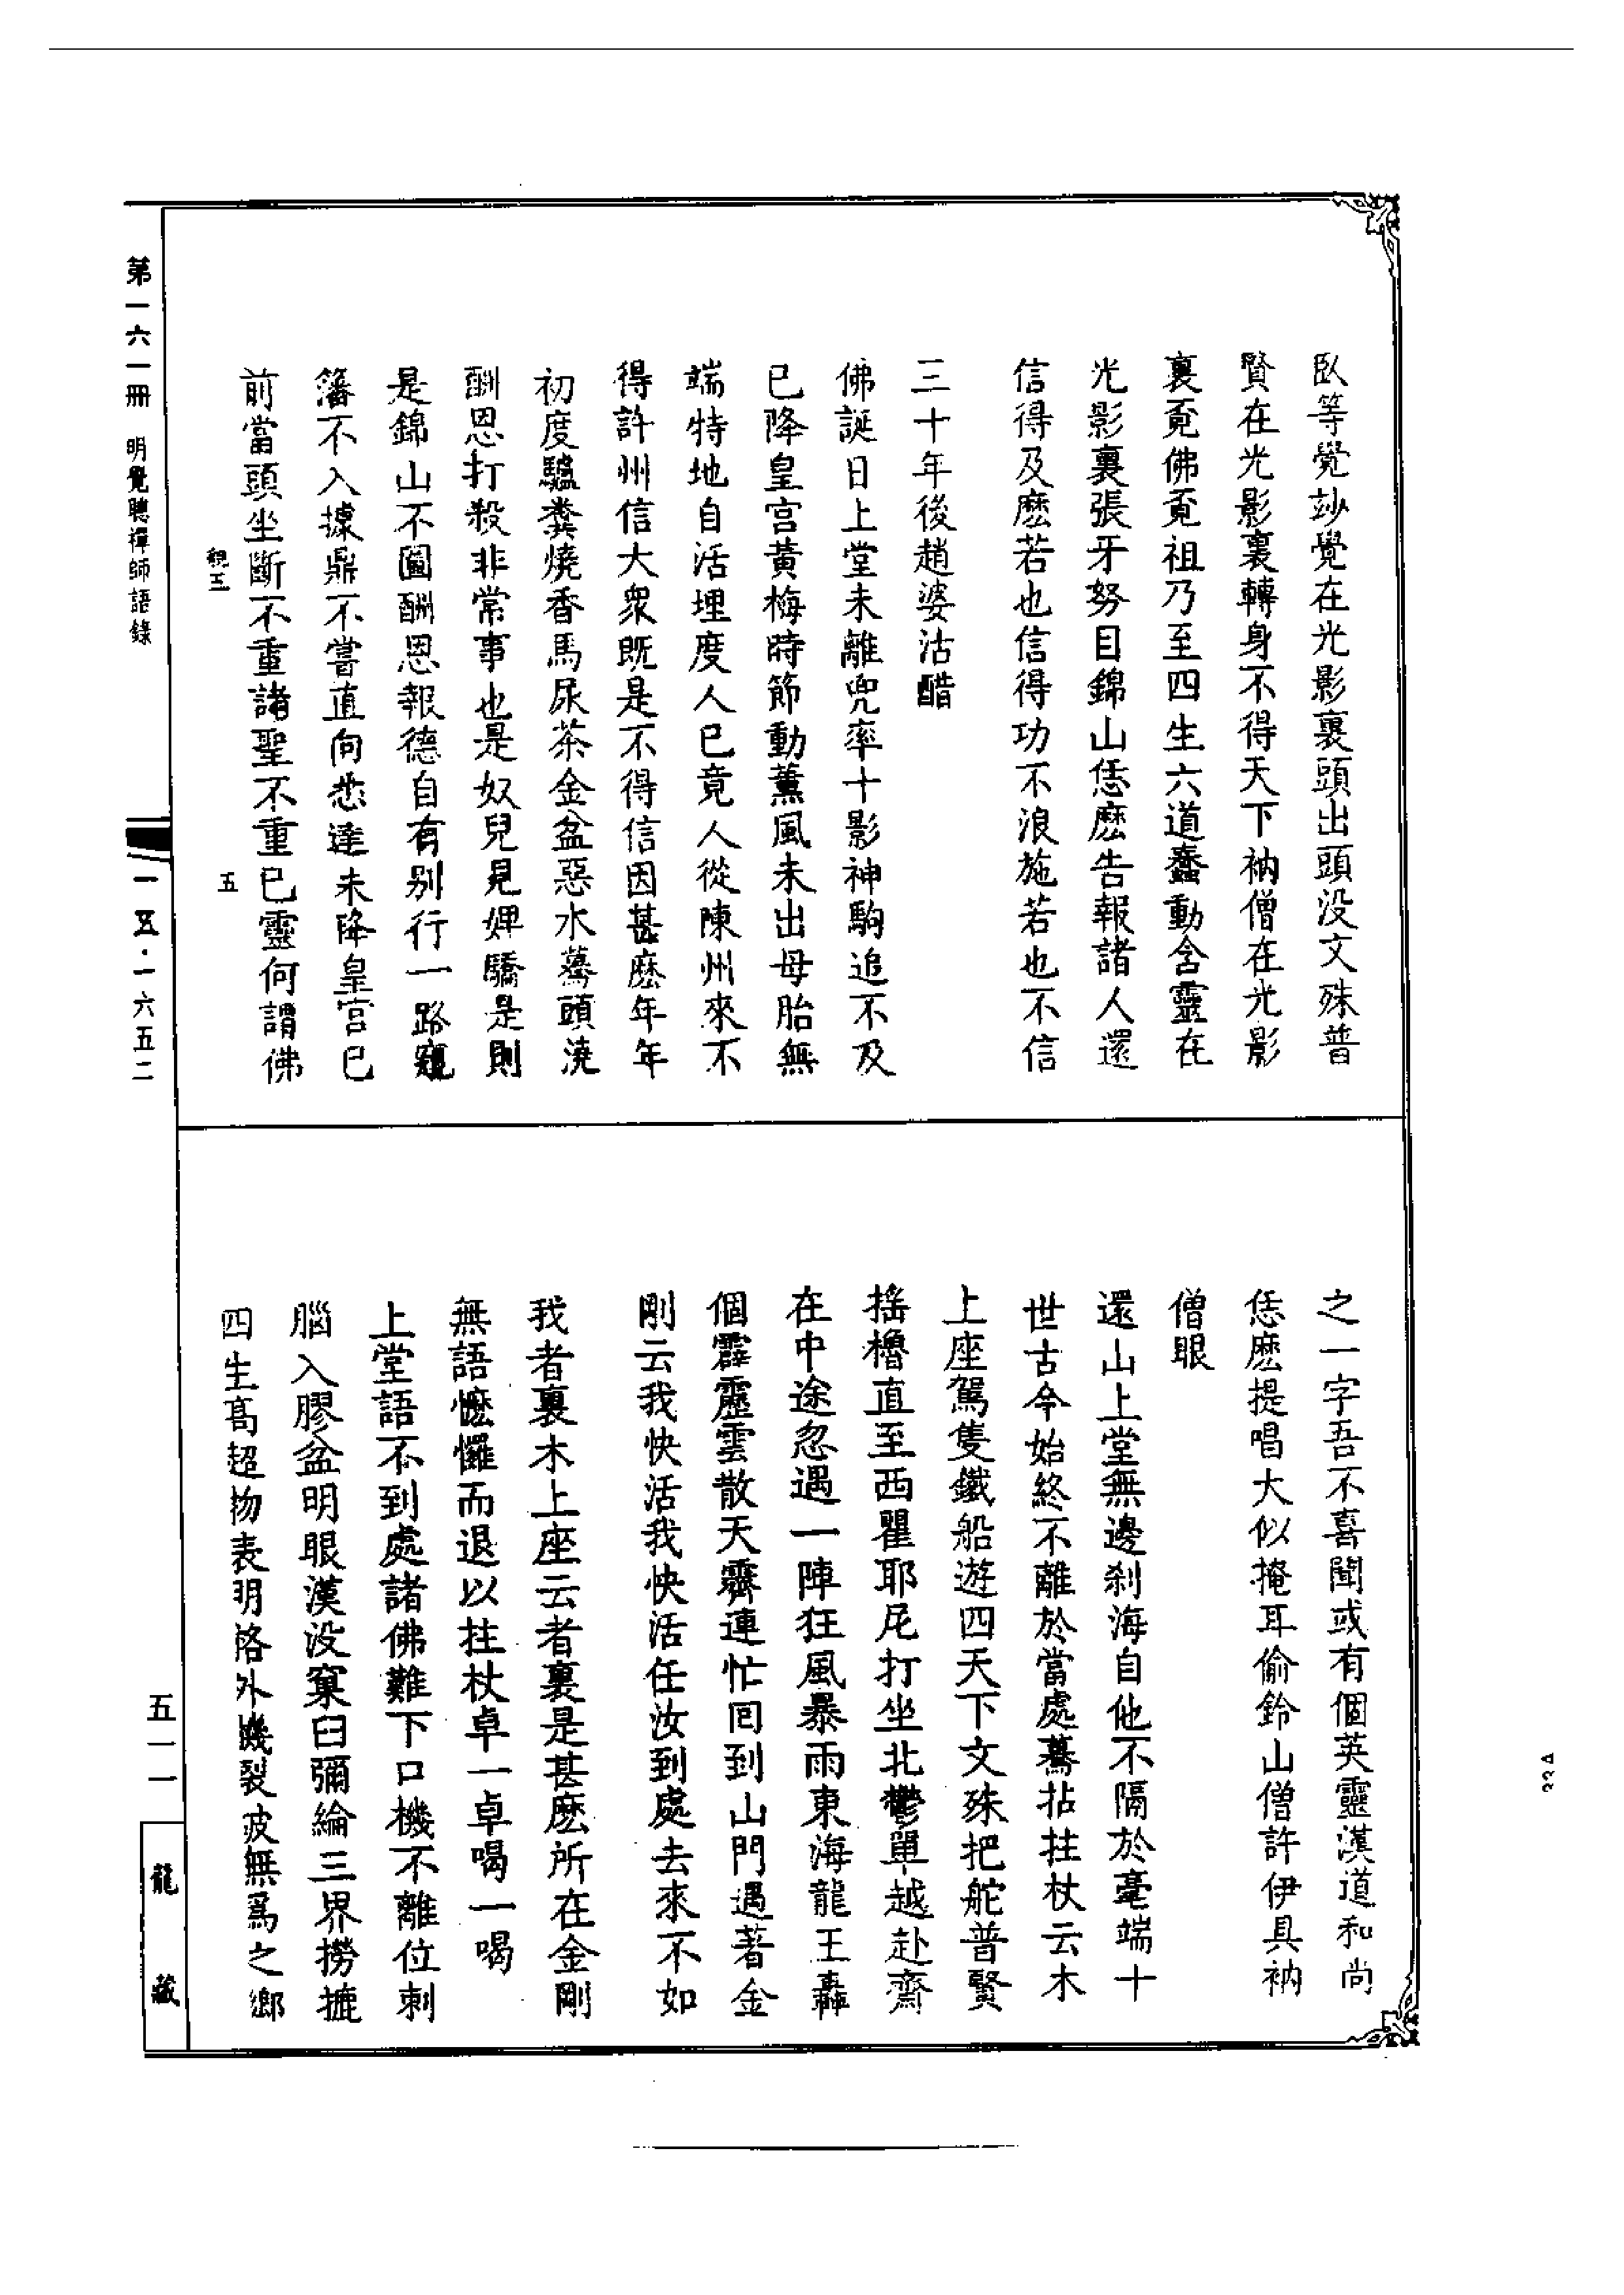 臥等覺玅覺在光影裏頭出頭没文殊普
賢在光影裏轉身不得天下衲僧在光影
裏覔佛覔祖乃至四生六道蠢動含靈在
光影裏張牙努目錦山恁麽告報諸人還
信得及麽若也信得功不浪施若也不信
三十年後趙婆沽醋
佛誕日上堂未離兜率十影神駒追不及
已降皇宮黃梅時節動薰風未出母胎無
端特地自活埋度人已竟人從陳州來不
得許州信大衆既是不得信因甚麽年年
初度驢糞燒香馬尿茶金盆惡水驀頭澆
酬恩打殺非常事也是奴兒見婢驕是則
是錦山不圖酬恩報德自有别行一路窺
籓不入據鼎不嘗直向悉達未降皇宮已
前當頭坐斷不重諸聖不重已靈何謂佛
之一字吾不喜聞或有個英靈漢道和尚
恁麽提唱大似掩耳偷鈴山僧許伊具衲
僧眼
還山上堂無邊刹海自他不隔於毫端十
世古今始終不離於當處驀拈拄杖云木
上座駕隻鐵船遊四天下文殊把舵普賢
搖櫓直至西瞿耶尼打坐北鬱單越赴齋
在中途忽遇一陣狂風暴雨東海龍王轟
個霹靂雲散天霽連忙囘到山門遇著金
剛云我快活我快活任汝到處去來不如
我者裏木上座云者裏是甚麽所在金剛
無語㦬㦬而退以拄杖卓一卓喝一喝
上堂語不到處諸佛難下口機不離位刺
腦入膠盆明眼漢没窠臼彌綸三界撈摝
四生髙超物表明格外機裂破無爲之鄉
第一六一冊 明覺聰禪師語錄
親五 五
一五·一六五二
五一一
龍藏
334